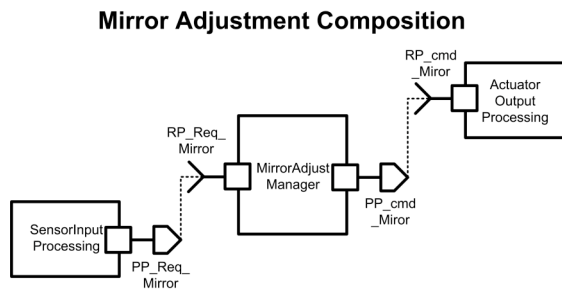 Mirror Adjustment Composition
RP_cmd
_Miror
Actuator
Output
Processing
RP_Req_
Mirror
MirrorAdjust
Manager
PP_cmd
_Miror
SensorInput
Processing
PP_Req_
Mirror